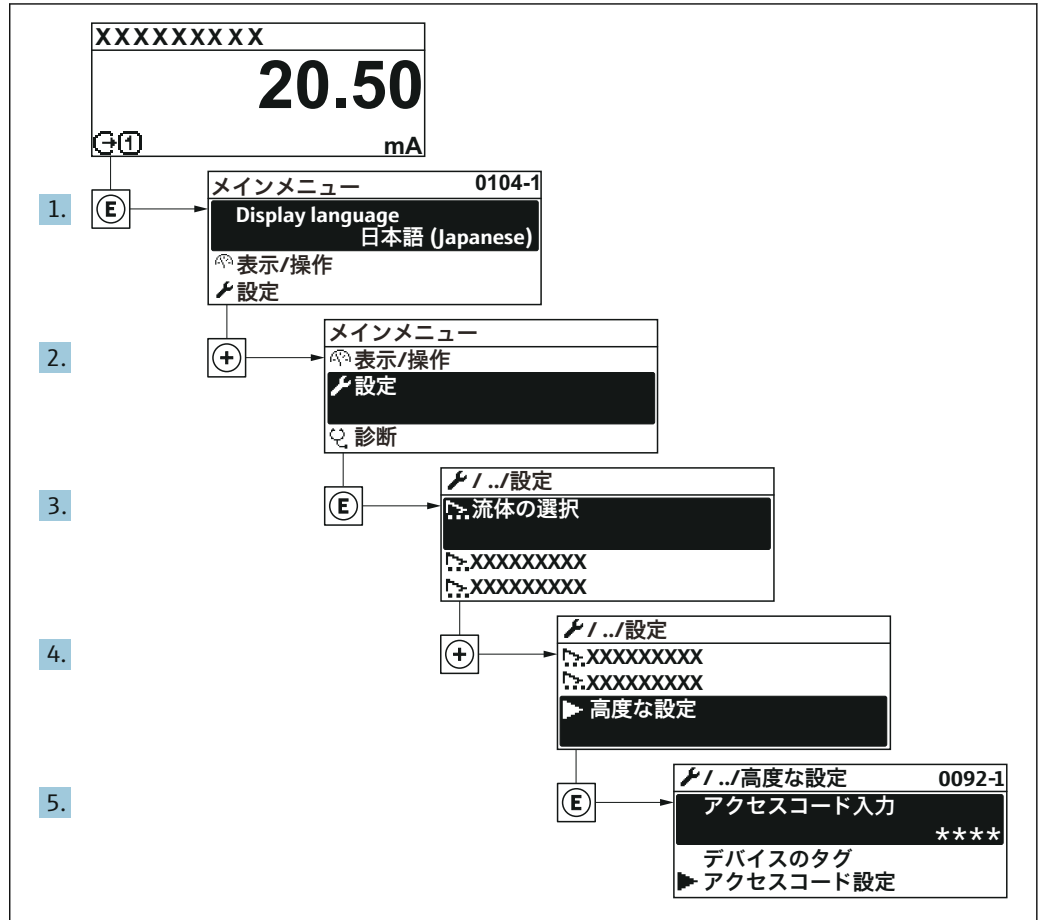 XXXXXXXXX
20.50
mA
1.
E
メインメニュー 0104-1
Display language
日本語 (Japanese)
表示/操作
設定
2.
+
メインメニュー
表示/操作
設定
診断
3.
E
/ ../設定
流体の選択
XXXXXXXXX
XXXXXXXXX
4.
+
/ ../設定
XXXXXXXXX
XXXXXXXXX
高度な設定
5.
E
/ ../高度な設定 0092-1
アクセスコード入力
****
デバイスのタグ
アクセスコード設定